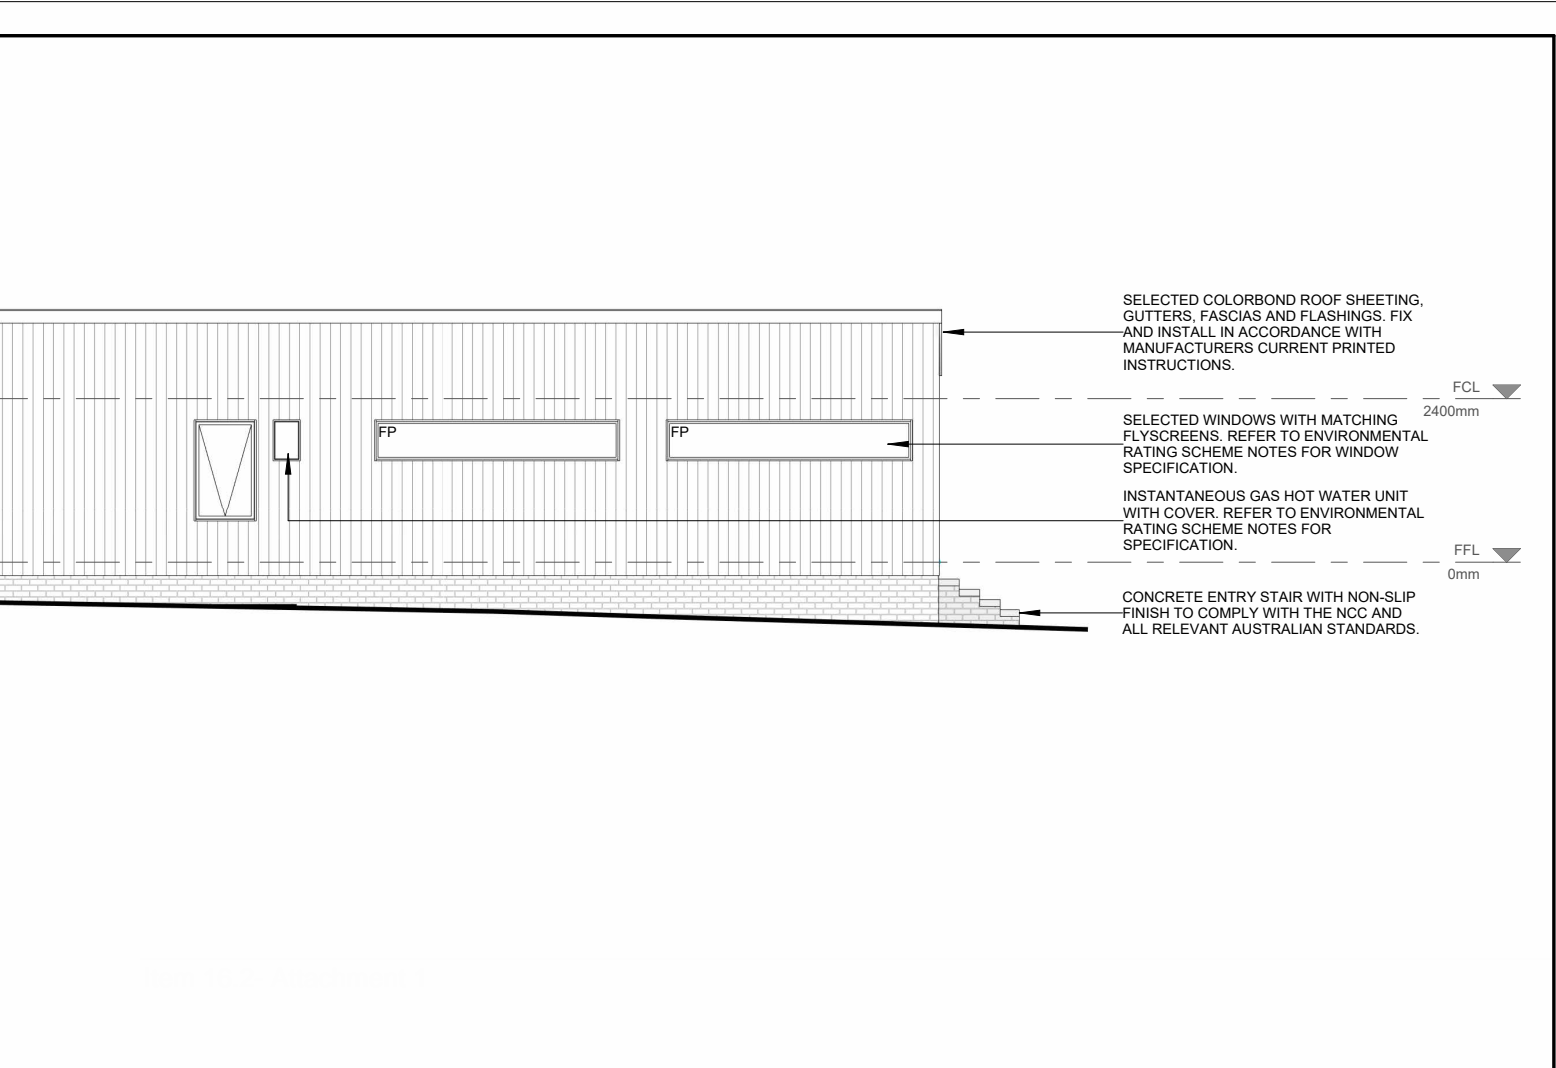 SELECTED COLORBOND ROOF SHEETING,
GUTTERS, FASCIAS AND FLASHINGS. FIX
AND INSTALL IN ACCORDANCE WITH
MANUFACTURERS CURRENT PRINTED
INSTRUCTIONS.
FCL
2400mm
SELECTED WINDOWS WITH MATCHING
FLYSCREENS. REFER TO ENVIRONMENTAL
RATING SCHEME NOTES FOR WINDOW
SPECIFICATION.
FP
FP
INSTANTANEOUS GAS HOT WATER UNIT
WITH COVER. REFER TO ENVIRONMENTAL
RATING SCHEME NOTES FOR
SPECIFICATION.
FFL
0mm
CONCRETE ENTRY STAIR WITH NON-SLIP
FINISH TO COMPLY WITH THE NCC AND
ALL RELEVANT AUSTRALIAN STANDARDS.